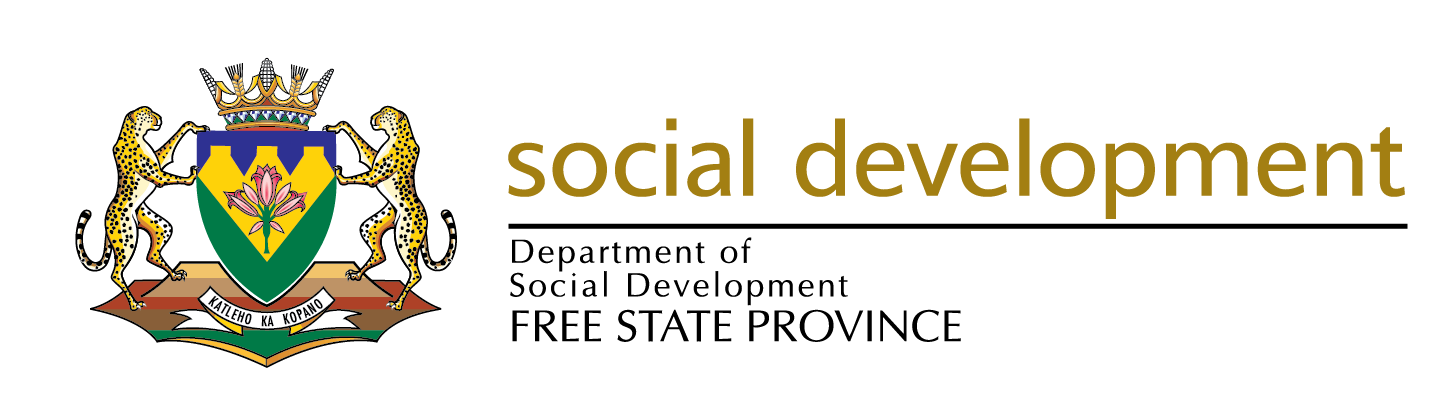 KATLEHO KA KOPANO
social development
Department of
Social Development
FREE STATE PROVINCE